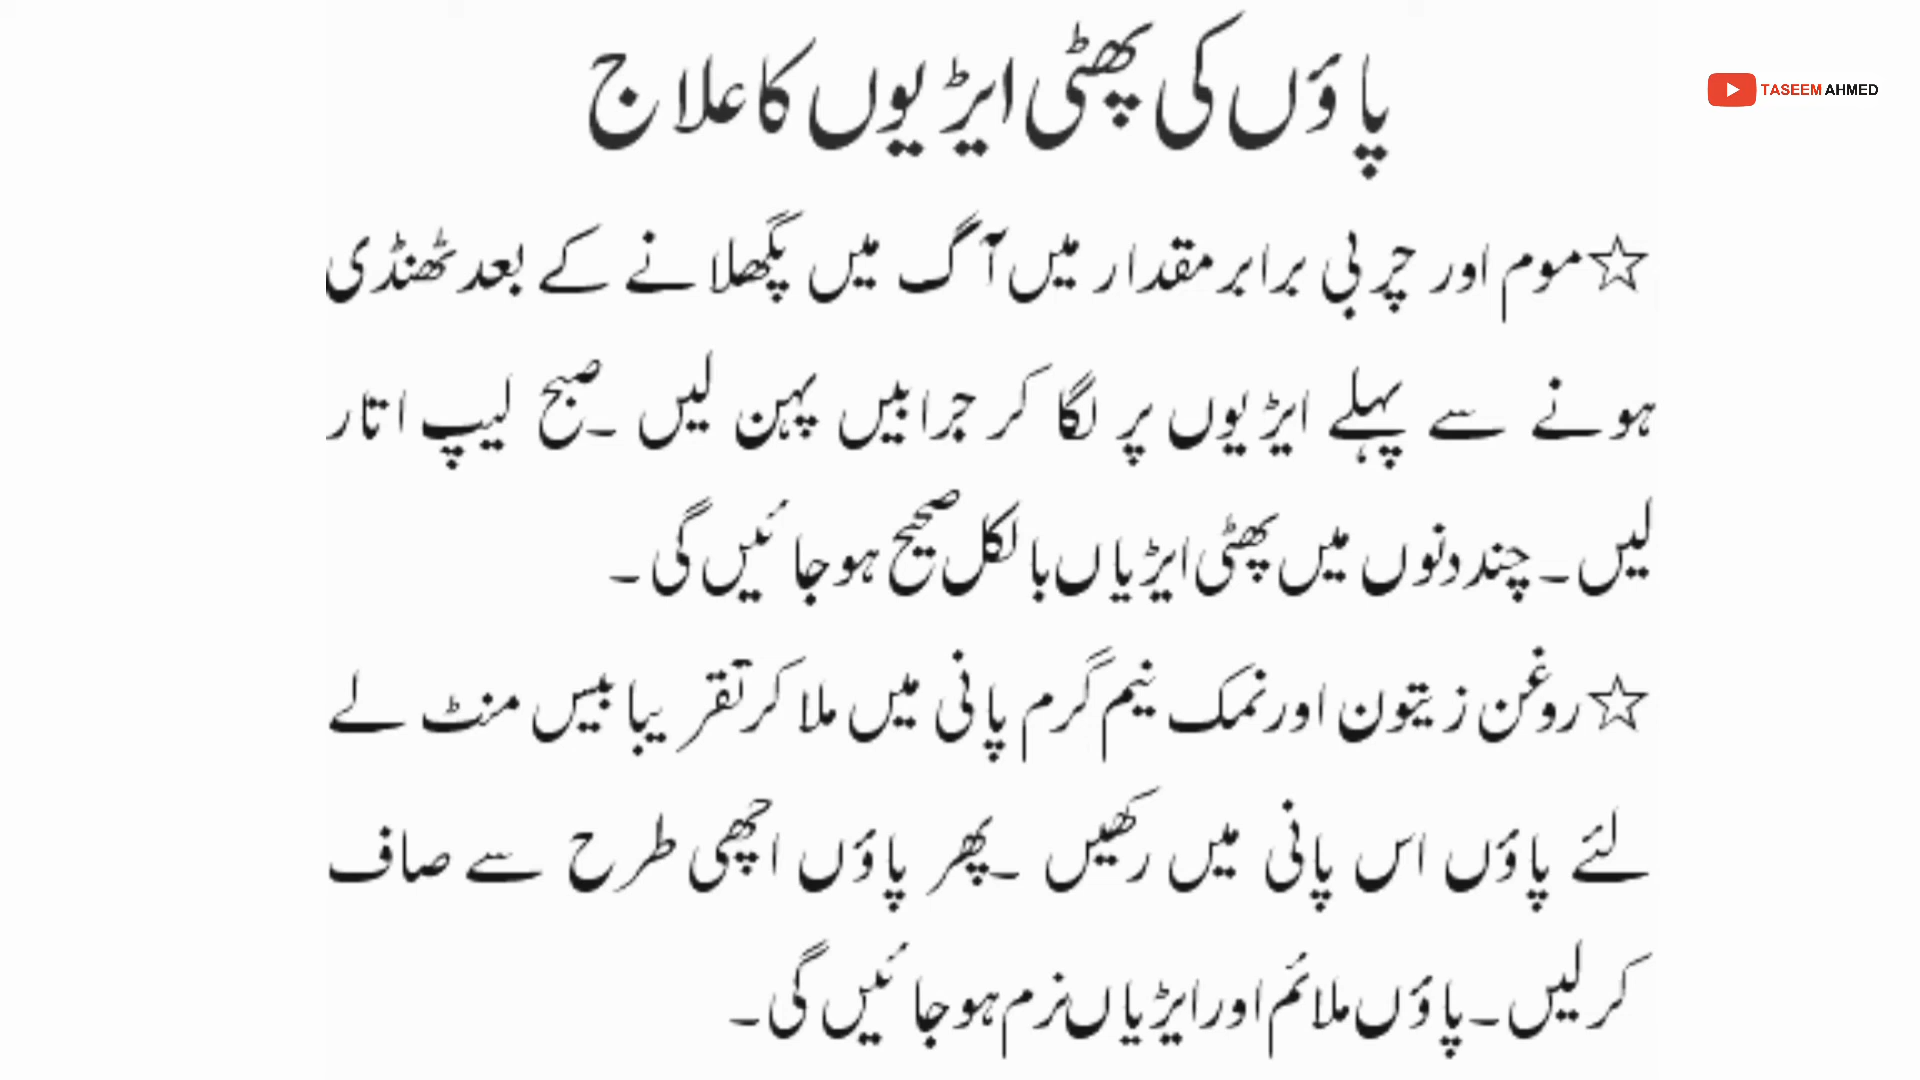 پاؤں کی پھٹی ایڑیوں کا علاج
TASEEM AHMED
☆موم اور چربی برابر مقدار میں آگ میں پگھلانے کے بعد ٹھنڈی
ہونے سے پہلے ایڑیوں پر لگا کر جرابیں پہن لیں ۔صبح لیپ اتار
لیں۔ چند دنوں میں پھٹی ایڑیاں بالکل صحیح ہو جائیں گی ۔
☆روغن زیتون اور نمک نیم گرم پانی میں ملا کر تقریبا بیس منٹ لے
لئے پاؤں اس پانی میں رکھیں ۔پھر پاؤں اچھی طرح سے صاف
کر لیں۔ پاؤں ملائم اور ایڑیاں نرم ہو جائیں گی۔